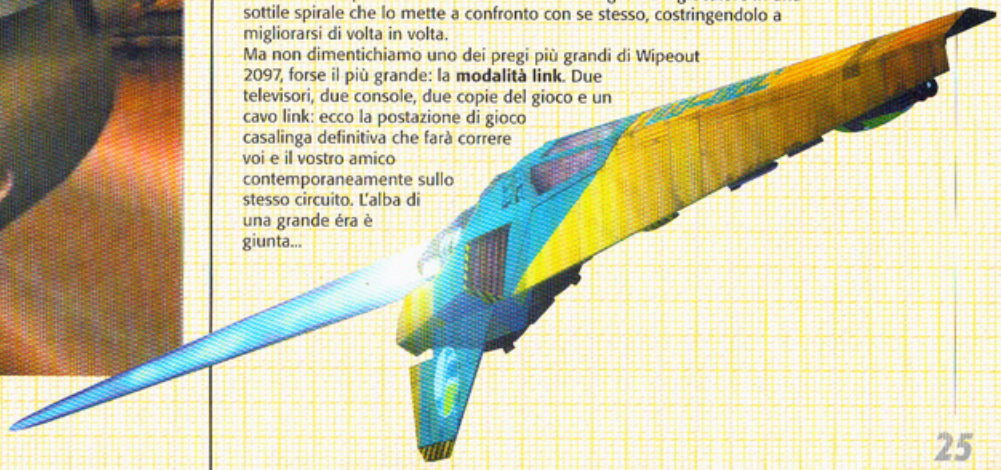 sottile spirale che lo mette a confronto con se stesso, costringendolo a
migliorarsi di volta in volta.
Ma non dimentichiamo uno dei pregi più grandi di Wipeout
2097, forse il più grande: la modalità link. Due
televisori, due console, due copie del gioco e un
cavo link: ecco la postazione di gioco
casalinga definitiva che farà correre
voi e il vostro amico
contemporaneamente sullo
stesso circuito. L'alba di
una grande éra è
giunta...
25